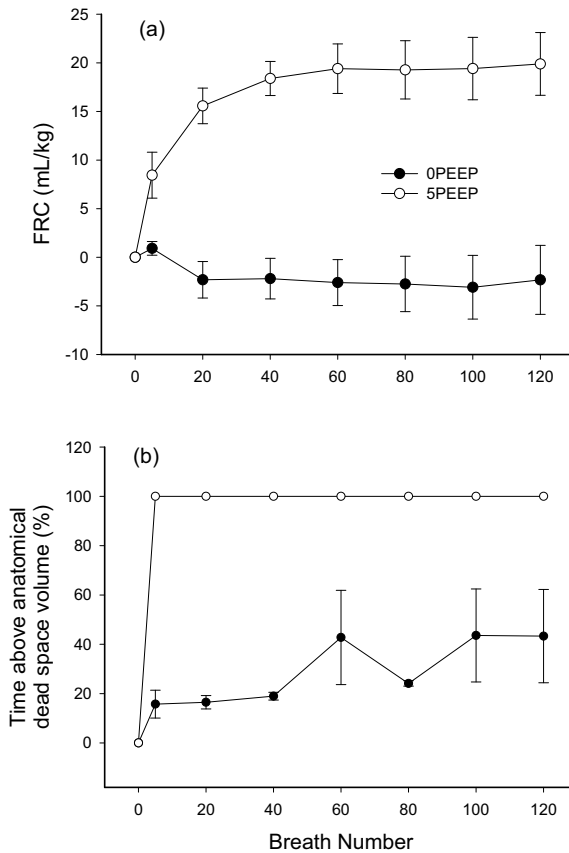 (a)
25
20
15
10
5
0
-5
-10
FRC (mL/kg)
0PEEP
5PEEP
0 20 40 60 80 100 120
(b)
120
100
80
60
40
20
0
Time above anatomical
dead space volume (%)
0 20 40 60 80 100 120
Breath Number